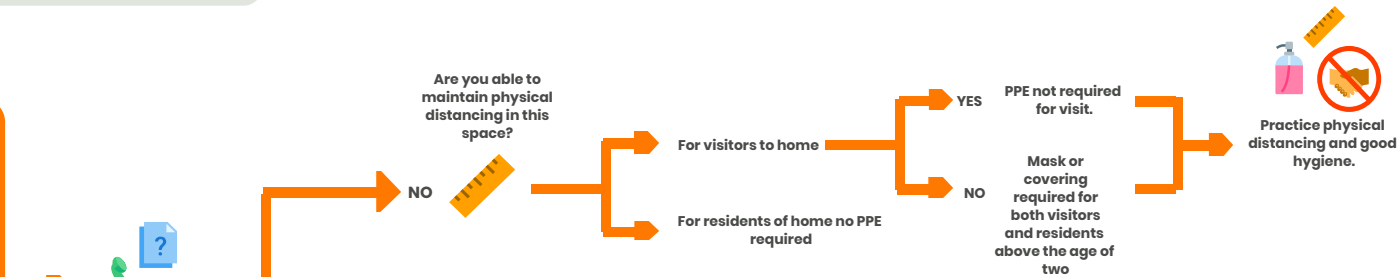 Are you able to
maintain physical
distancing in this
space?
NO
For visitors to home
For residents of home no PPE
required
YES
PPE not required
for visit.
NO
Mask or
covering
required for
both visitors
and residents
above the age of
two
Practice physical
distancing and good
hygiene.
?